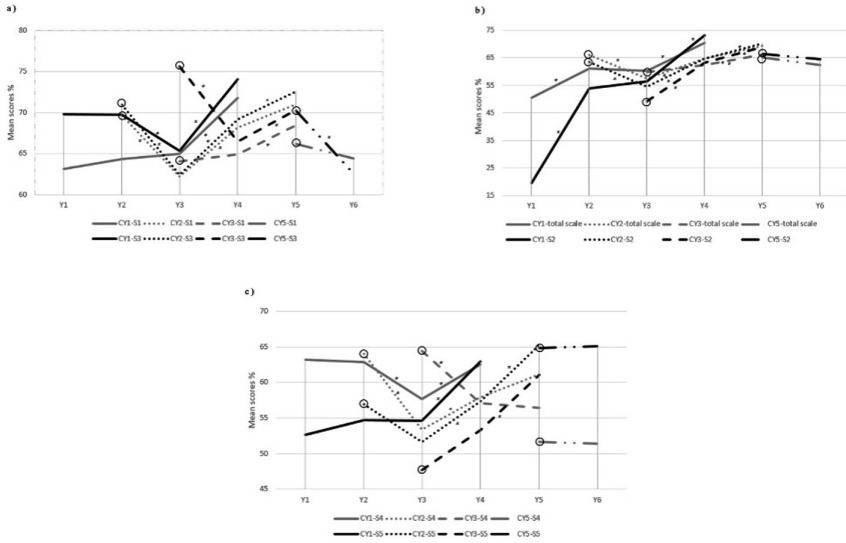 a)
80
75
70
65
60
Mean scores %
Y1 Y2 Y3 Y4 Y5 Y6
CY1-S1 CY2-S1 CY3-S1 CY5-S1
CY1-S3 CY2-S3 CY3-S3 CY5-S3
b)
75
65
55
45
35
25
15
Mean scores %
Y1 Y2 Y3 Y4 Y5 Y6
CY1-total scale CY2-total scale CY3-total scale CY5-total scale
CY1-S2 CY2-S2 CY3-S2 CY5-S2
c)
70
65
60
55
50
45
Mean scores %
Y1 Y2 Y3 Y4 Y5 Y6
CY1-S4 CY2-S4 CY3-S4 CY5-S4
CY1-S5 CY2-S5 CY3-S5 CY5-S5